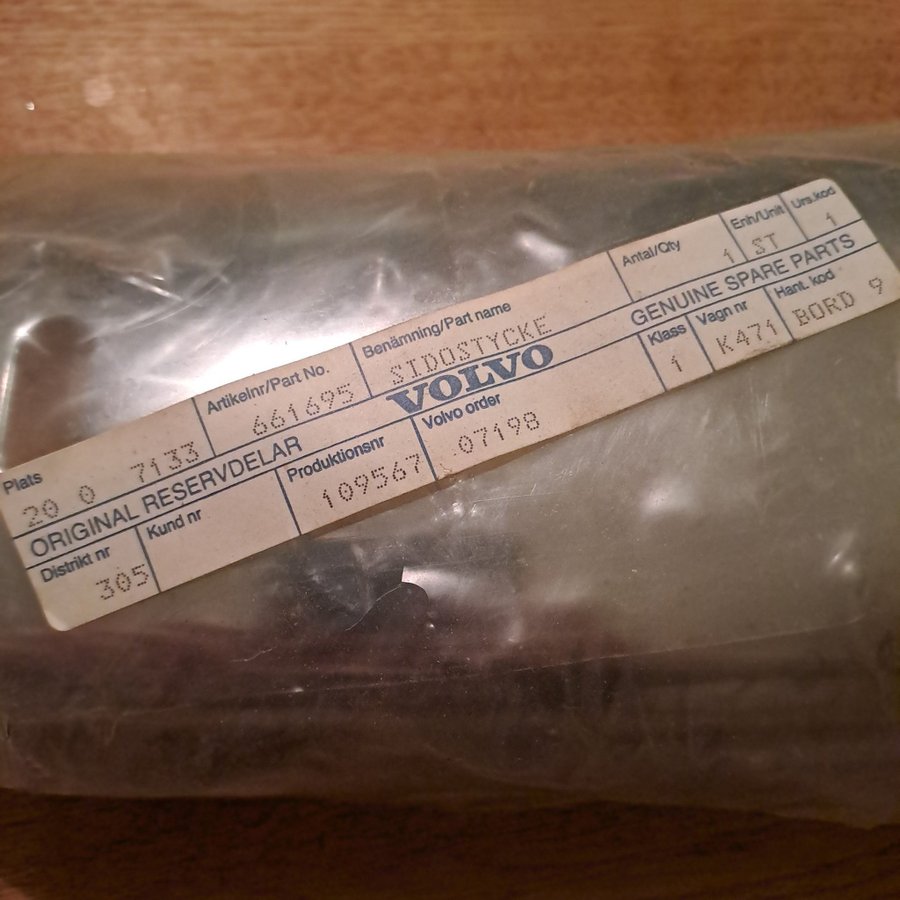 Plats Artikelnr/Part No. Benämning/Part name Antal/Qty Enh/Unit Urs.kod
20 0 7133 661695 SIDOSTYCKE 1 ST 1
ORIGINAL RESERVDELAR VOLVO GENUINE SPARE PARTS
Distrikt nr Kund nr Produktionsnr Volvo order Klass Vagn nr Hant. kod
305 109567 07198 1 K471 BORD 9